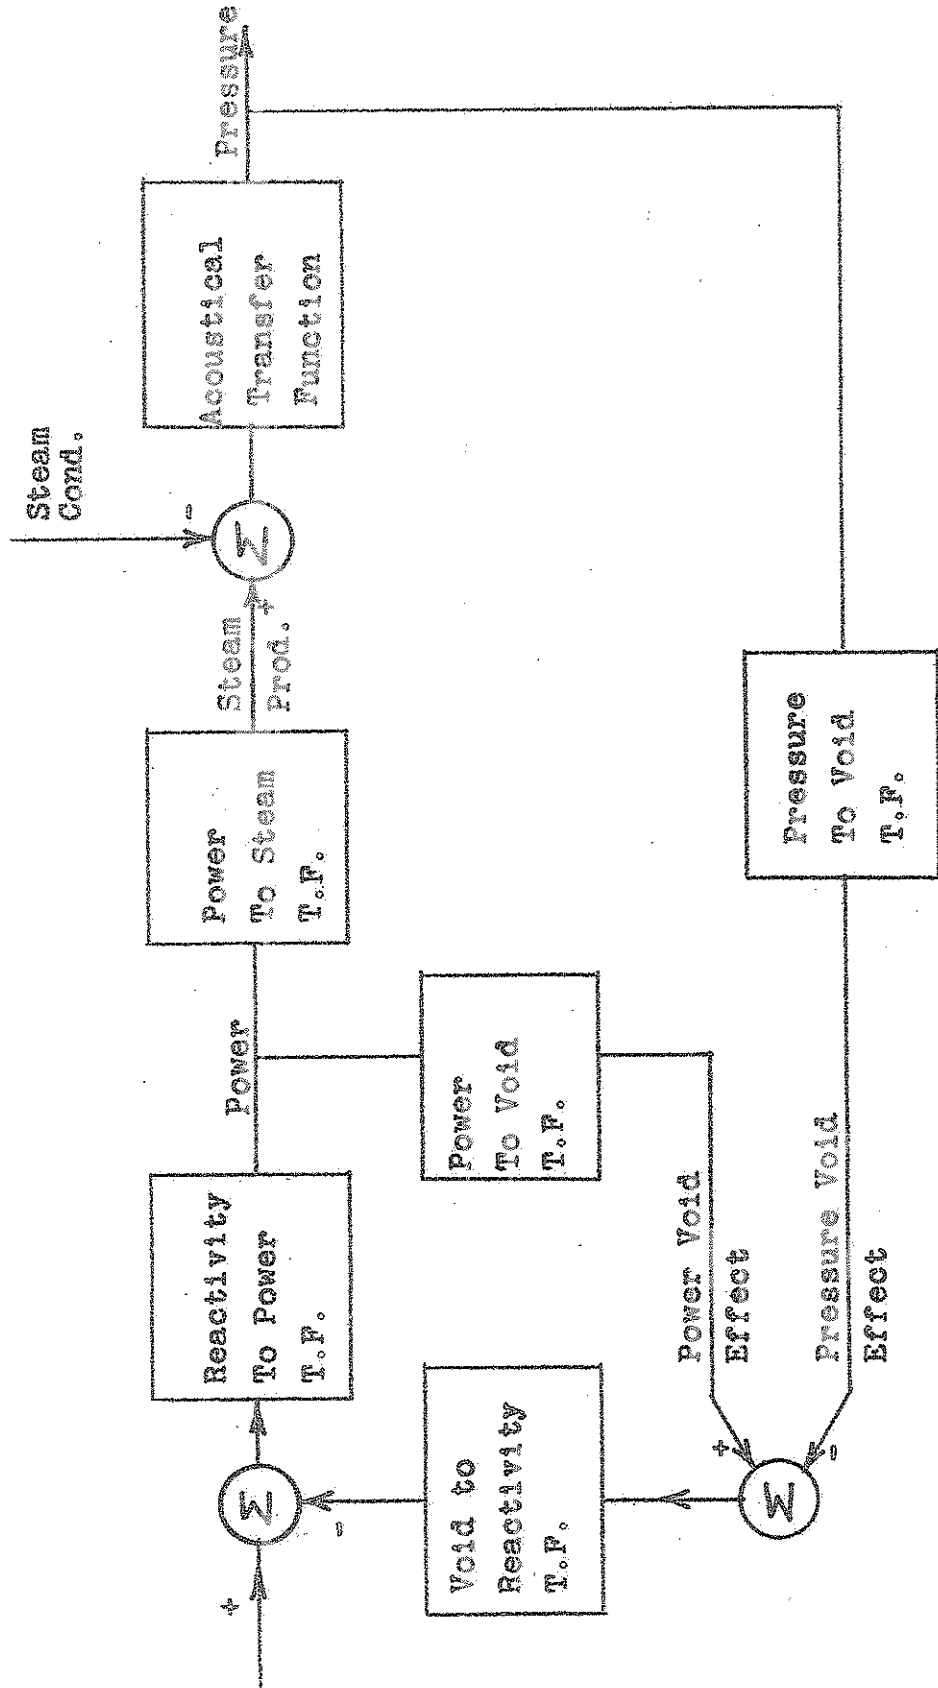 Steam
Cond.
-
Reactivity
To Power
T.F.
Power
Power
To Steam
T.F.
Steam
Prod. +
Σ
Acoustical
Transfer
Function
Pressure
+
Σ
-
Void to
Reactivity
T.F.
Power
To Void
T.F.
Power Void
Effect
+
Σ
-
Pressure Void
Effect
Pressure
To Void
T.F.